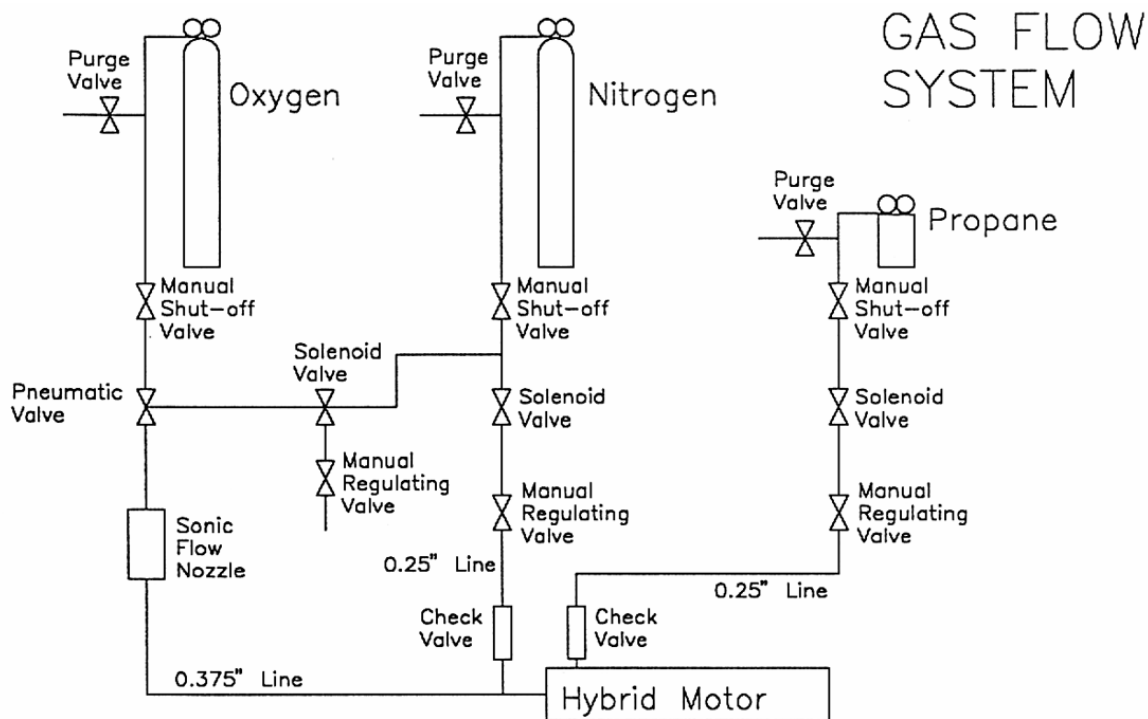 GAS FLOW
SYSTEM
Purge
Valve
Oxygen
Purge
Valve
Nitrogen
Purge
Valve
Propane
Manual
Shut-off
Valve
Manual
Shut-off
Valve
Manual
Shut-off
Valve
Pneumatic
Valve
Solenoid
Valve
Solenoid
Valve
Solenoid
Valve
Manual
Regulating
Valve
Manual
Regulating
Valve
Manual
Regulating
Valve
Sonic
Flow
Nozzle
0.25" Line
0.25" Line
Check
Valve
Check
Valve
0.375" Line
Hybrid Motor